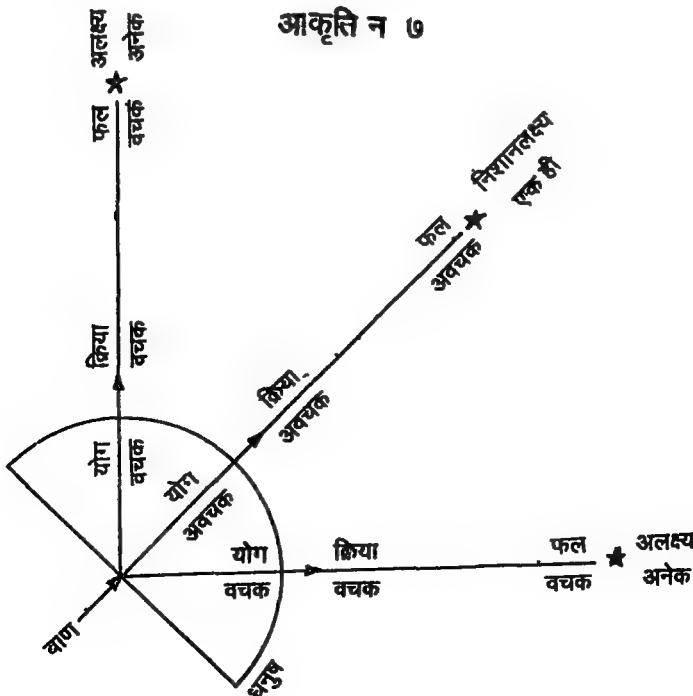 आकृति न ७
अलक्ष्य
अनेक
फल
वचक
क्रिया
वचक
योग
वचक
निशानलक्ष्य
एक ही
फल
अवचक
क्रिया
अवचक
योग
अवचक
योग
वचक
क्रिया
वचक
फल
वचक
अलक्ष्य
अनेक
वाण
धनुष